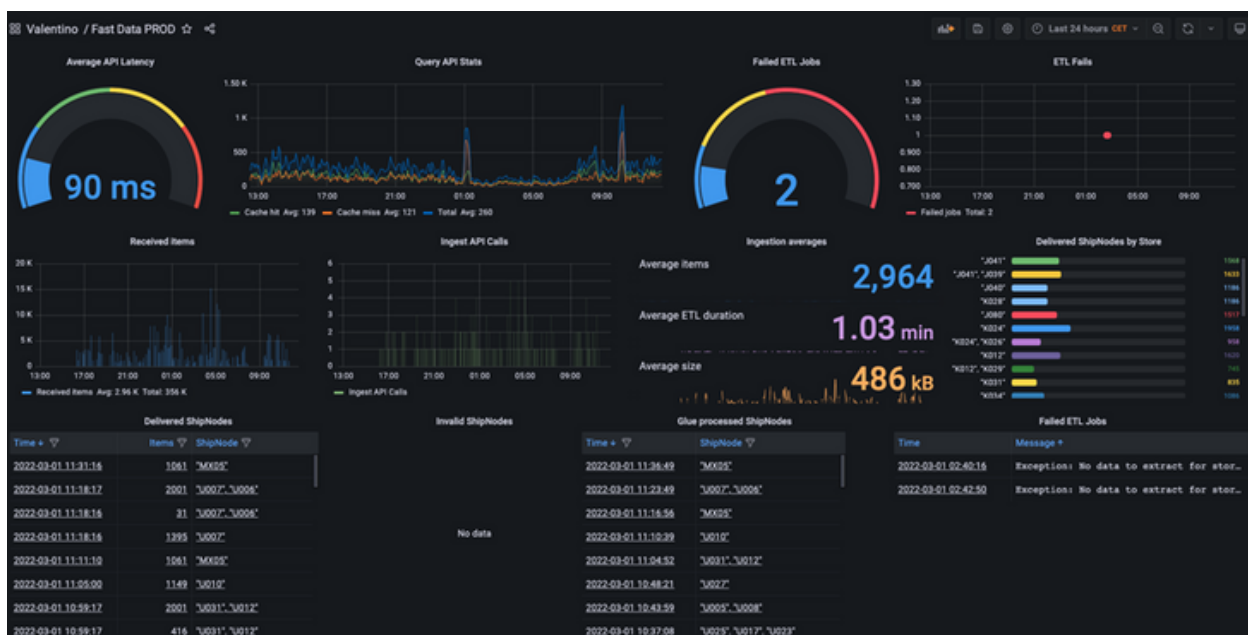 Valentino / Fast Data PROD
Last 24 hours CET
Average API Latency
90 ms
Query API Stats
1.50 K
1 K
500
0
13:00 17:00 21:00 01:00 05:00 09:00
Cache hit Avg: 139 Cache miss Avg: 121 Total Avg: 260
Failed ETL Jobs
2
ETL Fails
1.30
1.20
1.10
1
0.900
0.800
0.700
13:00 17:00 21:00 01:00 05:00 09:00
Failed jobs Total: 2
Received items
20 K
15 K
10 K
5 K
0
13:00 17:00 21:00 01:00 05:00 09:00
Received items Avg: 2.96 K Total: 356 K
Ingest API Calls
6
5
4
3
2
1
0
13:00 17:00 21:00 01:00 05:00 09:00
Ingest API Calls
Ingestion averages
Average items
2,964
Average ETL duration
1.03 min
Average size
486 kB
Delivered ShipNodes by Store
"J041" 1568
"J041", "J039" 1633
"J040" 1186
"K028" 1186
"J080" 1517
"K024" 1958
"K024", "K026" 958
"K012" 1620
"K012", "K029" 745
"K031" 835
"K034" 1086
Delivered ShipNodes
Time Items ShipNode
2022-03-01 11:31:16 1061 "MX05"
2022-03-01 11:18:17 2001 "U007", "U006"
2022-03-01 11:18:16 31 "U007", "U006"
2022-03-01 11:18:16 1395 "U007"
2022-03-01 11:11:10 1061 "MX05"
2022-03-01 11:05:00 1149 "U010"
2022-03-01 10:59:17 2001 "U031", "U012"
2022-03-01 10:59:17 416 "U031", "U012"
Invalid ShipNodes
No data
Glue processed ShipNodes
Time ShipNode
2022-03-01 11:36:49 "MX05"
2022-03-01 11:23:49 "U007", "U006"
2022-03-01 11:16:56 "MX05"
2022-03-01 11:10:39 "U010"
2022-03-01 11:04:52 "U031", "U012"
2022-03-01 10:48:21 "U027"
2022-03-01 10:43:59 "U005", "U008"
2022-03-01 10:37:08 "U025", "U017", "U023"
Failed ETL Jobs
Time Message
2022-03-01 02:40:16 Exception: No data to extract for stor…
2022-03-01 02:42:50 Exception: No data to extract for stor…